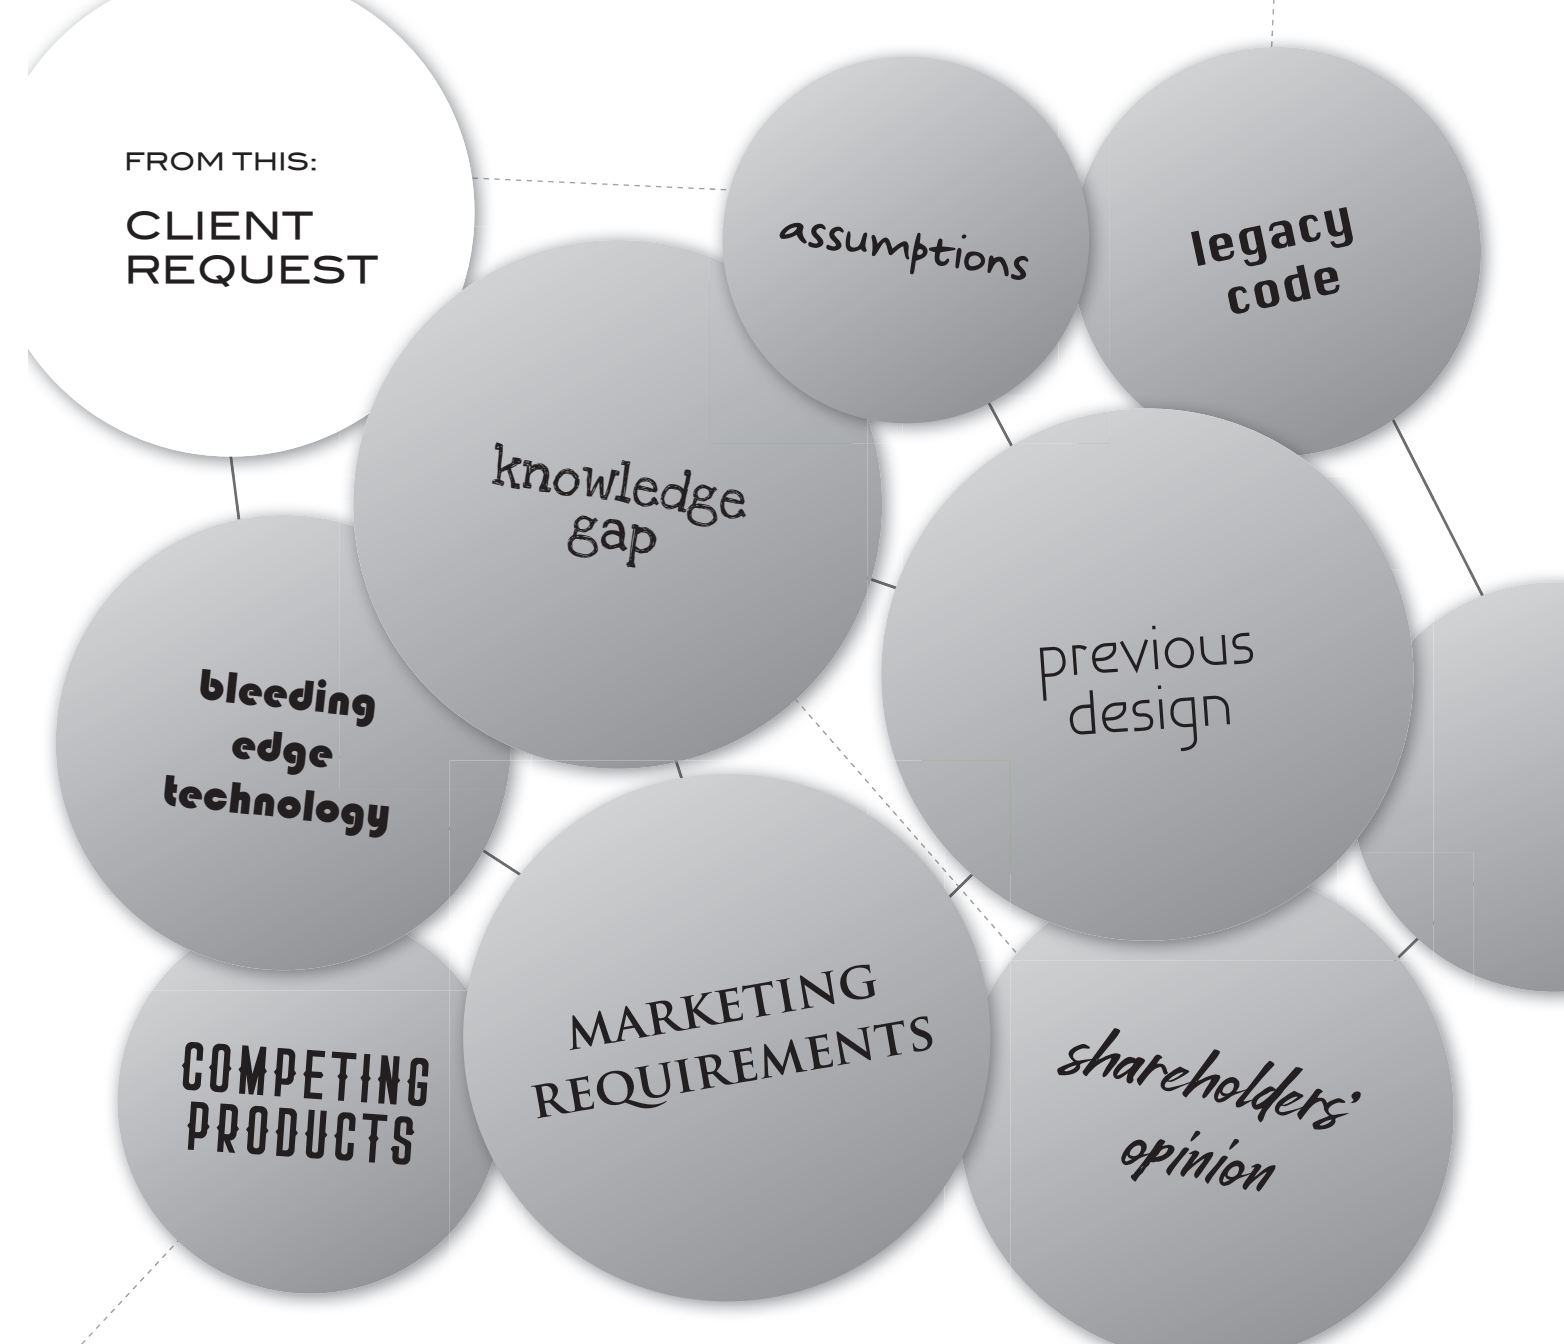 FROM THIS:
CLIENT
REQUEST
assumptions
legacy
code
knowledge
gap
previous
design
bleeding
edge
technology
MARKETING
REQUIREMENTS
COMPETING
PRODUCTS
shareholders'
opinion